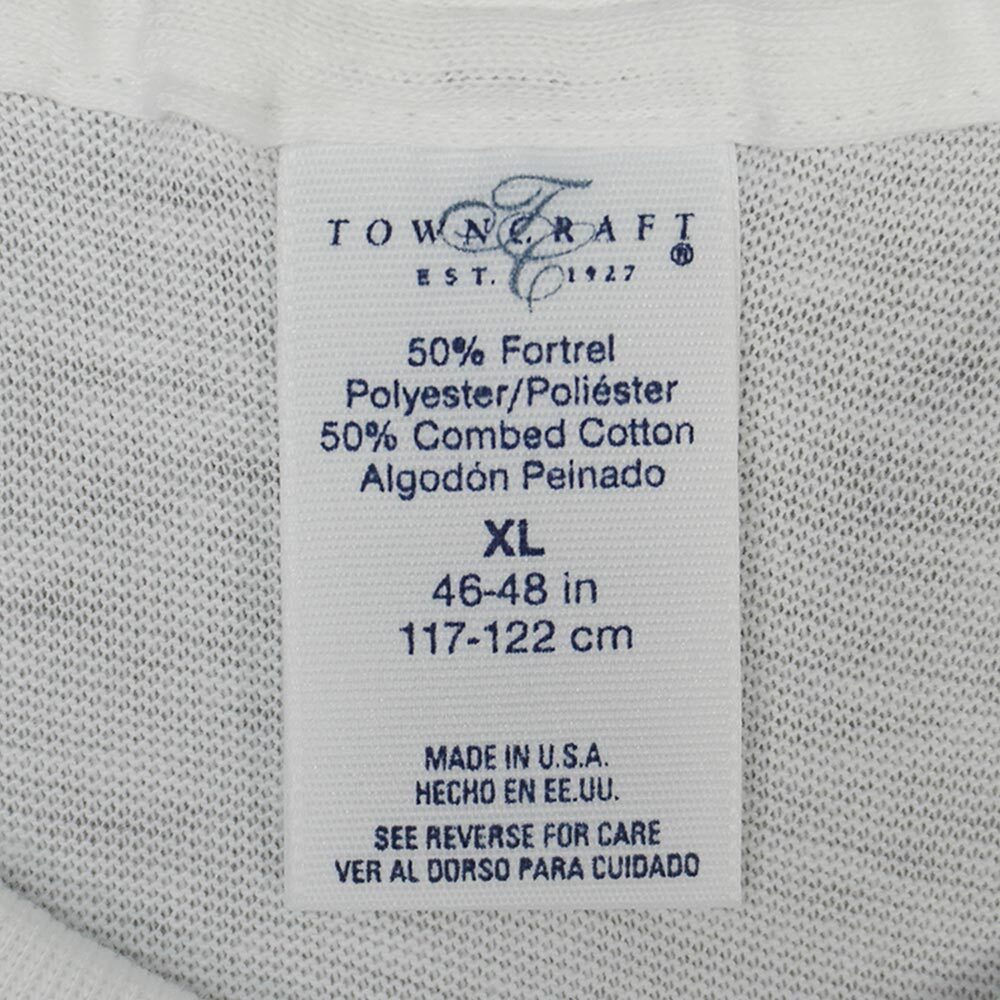 TOWNCRAFT®
EST. 1927
50% Fortrel
Polyester/Poliéster
50% Combed Cotton
Algodón Peinado
XL
46-48 in
117-122 cm
MADE IN U.S.A.
HECHO EN EE.UU.
SEE REVERSE FOR CARE
VER AL DORSO PARA CUIDADO